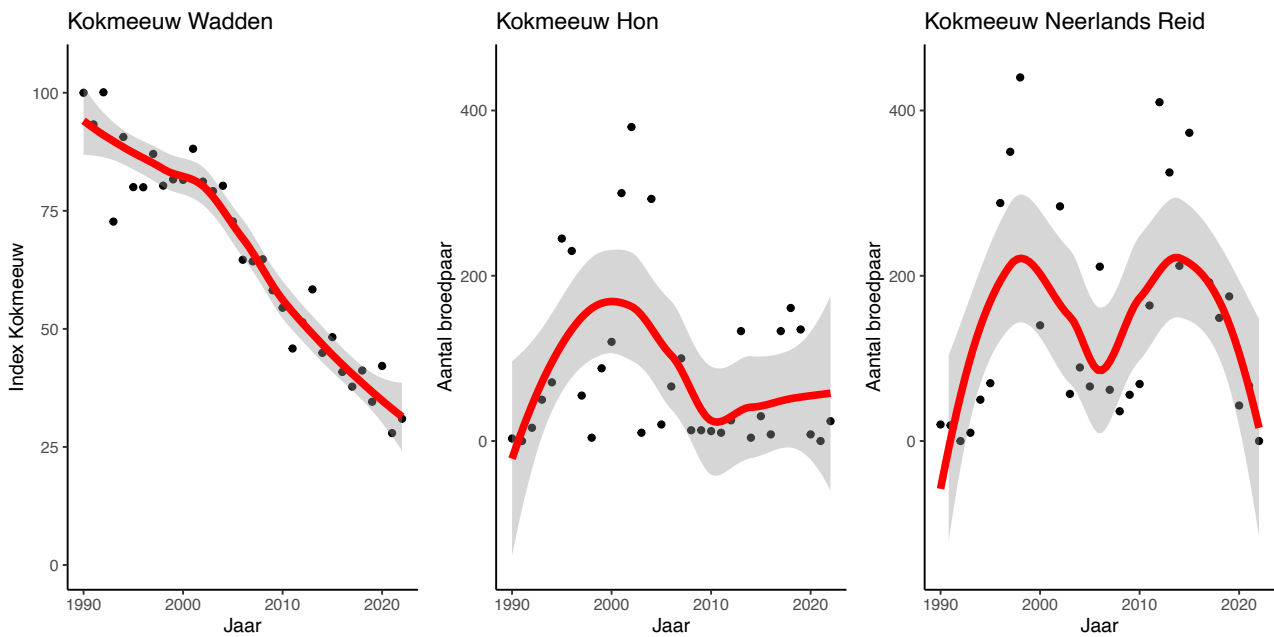 Kokmeeuw Wadden
Index Kokmeeuw
100
75
50
25
0
1990
2000
2010
2020
Jaar
Kokmeeuw Hon
Aantal broedpaar
400
200
0
1990
2000
2010
2020
Jaar
Kokmeeuw Neerlands Reid
Aantal broedpaar
400
200
0
1990
2000
2010
2020
Jaar